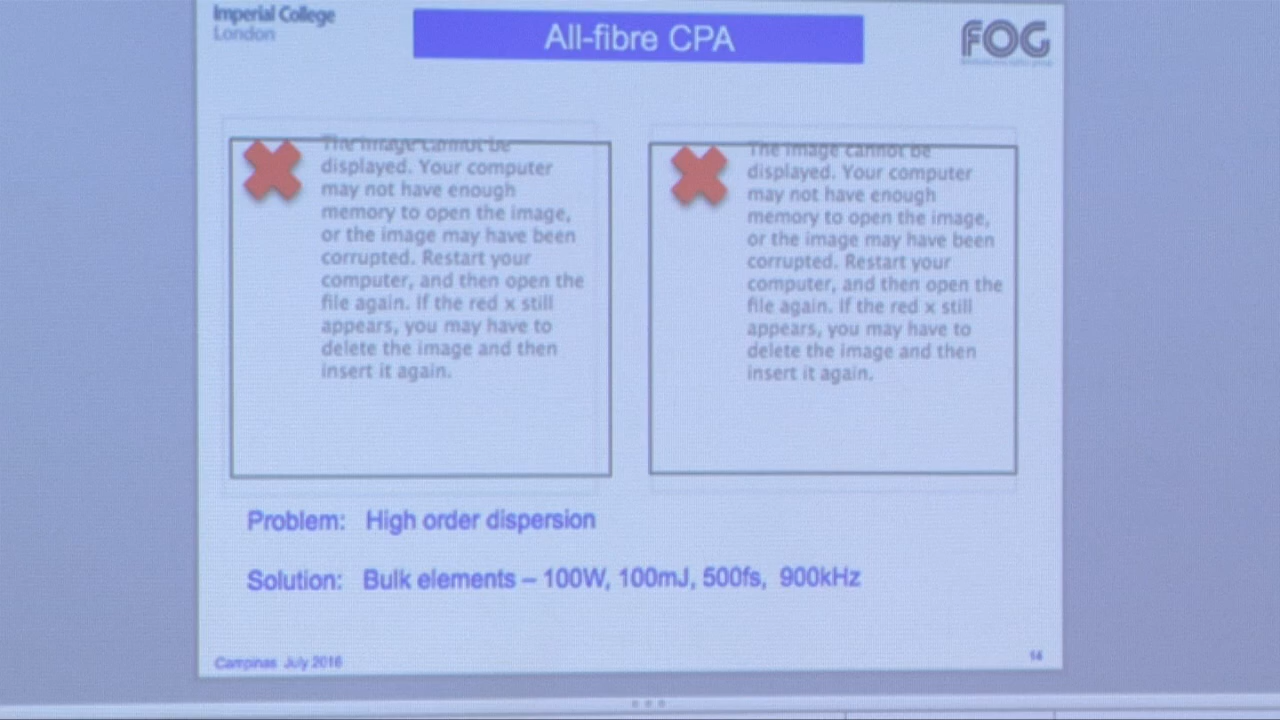 Imperial College
London
All-fibre CPA
FOG
The image cannot be
displayed. Your computer
may not have enough
memory to open the image,
or the image may have been
corrupted. Restart your
computer, and then open the
file again. If the red x still
appears, you may have to
delete the image and then
insert it again.
The image cannot be
displayed. Your computer
may not have enough
memory to open the image,
or the image may have been
corrupted. Restart your
computer, and then open the
file again. If the red x still
appears, you may have to
delete the image and then
insert it again.
Problem: High order dispersion
Solution: Bulk elements – 100W, 100mJ, 500fs, 900kHz
Campinas July 2016
14